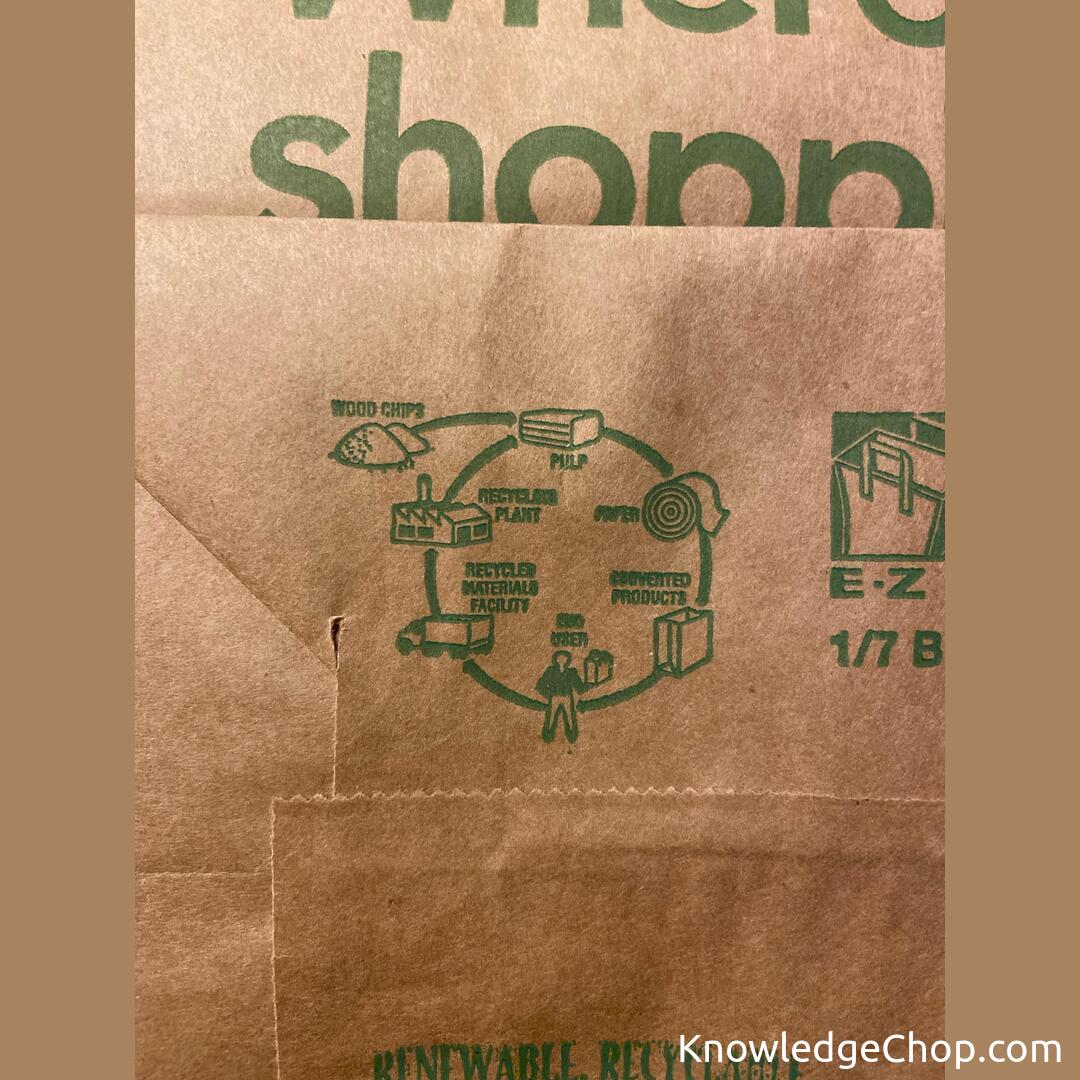 where
shopp
WOOD CHIPS
PULP
RECYCLING
PLANT
PAPER
RECYCLED
MATERIALS
FACILITY
CONVERTED
PRODUCTS
END
USER
E-Z
1/7 B
RENEWABLE, RECYCLABLE
KnowledgeChop.com